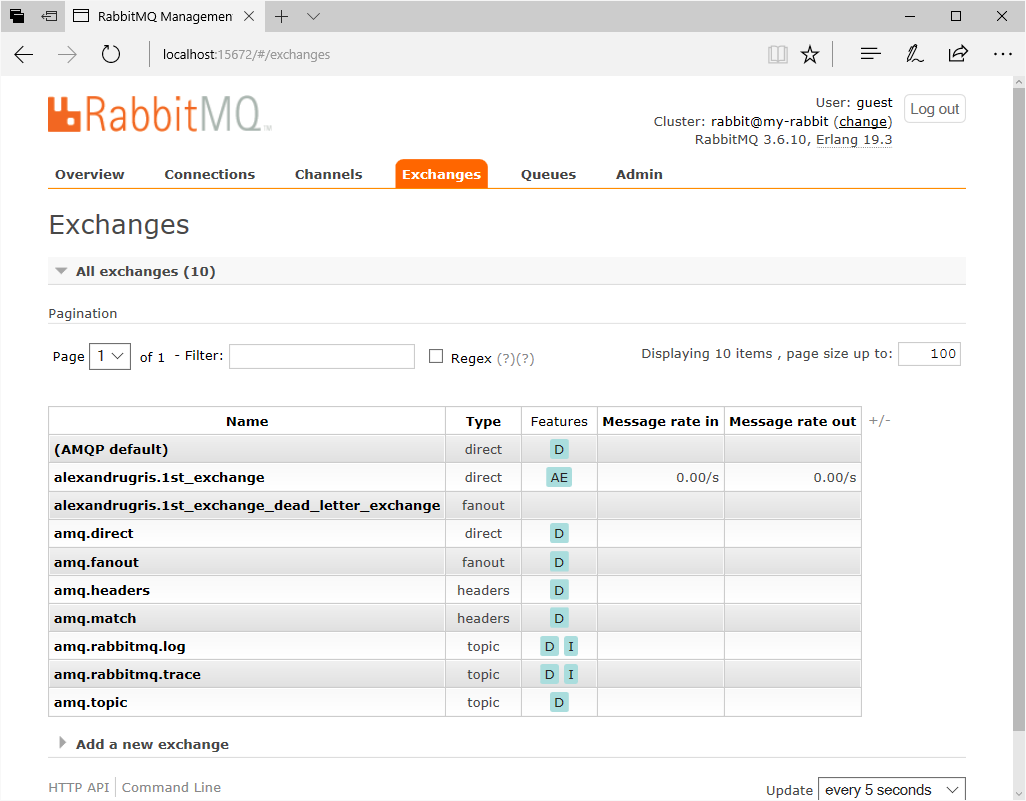 RabbitMQ Managemen
localhost:15672/#/exchanges
RabbitMQ™
User: guest
Log out
Cluster: rabbit@my-rabbit (change)
RabbitMQ 3.6.10, Erlang 19.3
Overview Connections Channels Exchanges Queues Admin
Exchanges
All exchanges (10)
Pagination
Page 1 of 1 - Filter: Regex (?)(?) Displaying 10 items , page size up to: 100
Name Type Features Message rate in Message rate out +/-
(AMQP default) direct D
alexandrugris.1st_exchange direct AE 0.00/s 0.00/s
alexandrugris.1st_exchange_dead_letter_exchange fanout
amq.direct direct D
amq.fanout fanout D
amq.headers headers D
amq.match headers D
amq.rabbitmq.log topic D I
amq.rabbitmq.trace topic D I
amq.topic topic D
Add a new exchange
HTTP API Command Line Update every 5 seconds